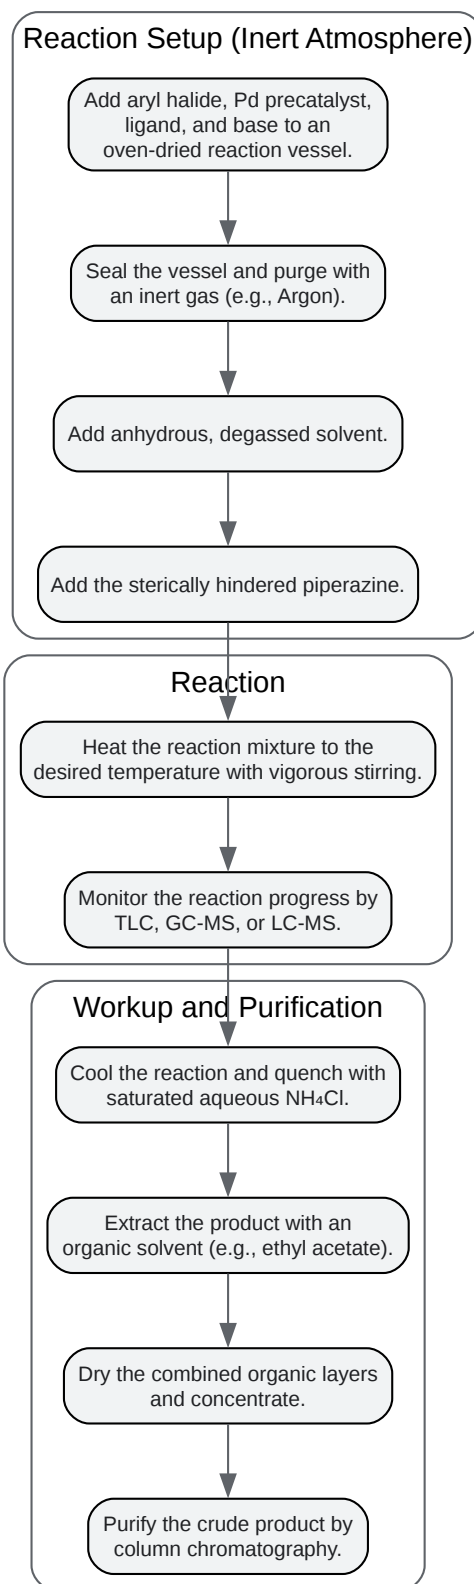 Reaction Setup (Inert Atmosphere)
Add aryl halide, Pd precatalyst,
ligand, and base to an
oven-dried reaction vessel.
Seal the vessel and purge with
an inert gas (e.g., Argon).
Add anhydrous, degassed solvent.
Add the sterically hindered piperazine.
Reaction
Heat the reaction mixture to the
desired temperature with vigorous stirring.
Monitor the reaction progress by
TLC, GC-MS, or LC-MS.
Workup and Purification
Cool the reaction and quench with
saturated aqueous NH₄Cl.
Extract the product with an
organic solvent (e.g., ethyl acetate).
Dry the combined organic layers
and concentrate.
Purify the crude product by
column chromatography.